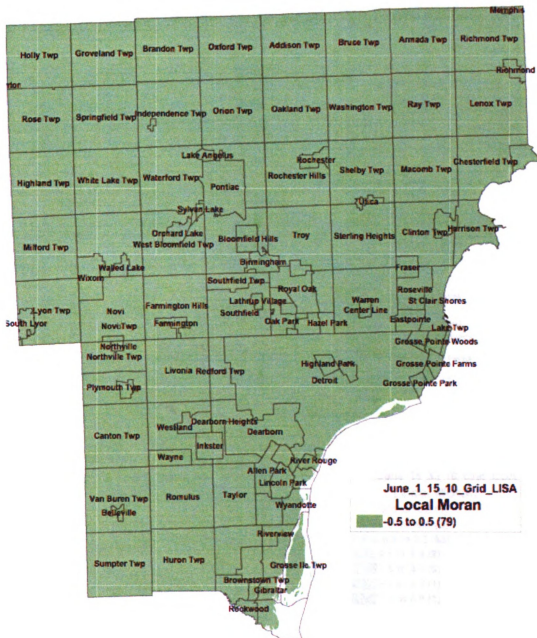 Memphis
Holly Twp
Groveland Twp
Brandon Twp
Oxford Twp
Addison Twp
Bruce Twp
Armada Twp
Richmond Twp
Richmond
Rose Twp
Springfield Twp
Independence Twp
Orion Twp
Oakland Twp
Washington Twp
Ray Twp
Lenox Twp
Lake Angelus
Rochester
Chesterfield Twp
Highland Twp
White Lake Twp
Waterford Twp
Pontiac
Rochester Hills
Shelby Twp
Macomb Twp
Sylvan Lake
Utica
Milford Twp
Orchard Lake
West Bloomfield Twp
Bloomfield Hills
Troy
Sterling Heights
Clinton Twp
Harrison Twp
Walled Lake
Wixom
Birmingham
Fraser
Southfield Twp
Royal Oak
Roseville
Lyon Twp
Novi
Farmington Hills
Lathrup Village
Warren
St Clair Shores
South Lyon
Novi Twp
Farmington
Southfield
Oak Park
Hazel Park
Center Line
Eastpointe
Lake Twp
Northville
Northville Twp
Grosse Pointe Woods
Livonia
Redford Twp
Highland Park
Grosse Pointe Farms
Plymouth Twp
Detroit
Grosse Pointe Park
Canton Twp
Westland
Dearborn Heights
Dearborn
Inkster
Wayne
River Rouge
Allen Park
Lincoln Park
Van Buren Twp
Belleville
Romulus
Taylor
Wyandotte
Riverview
Sumpter Twp
Huron Twp
Grosse Ile Twp
Brownstown Twp
Gibraltar
Rockwood
June_1_15_10_Grid_LISA
Local Moran
-0.5 to 0.5 (79)